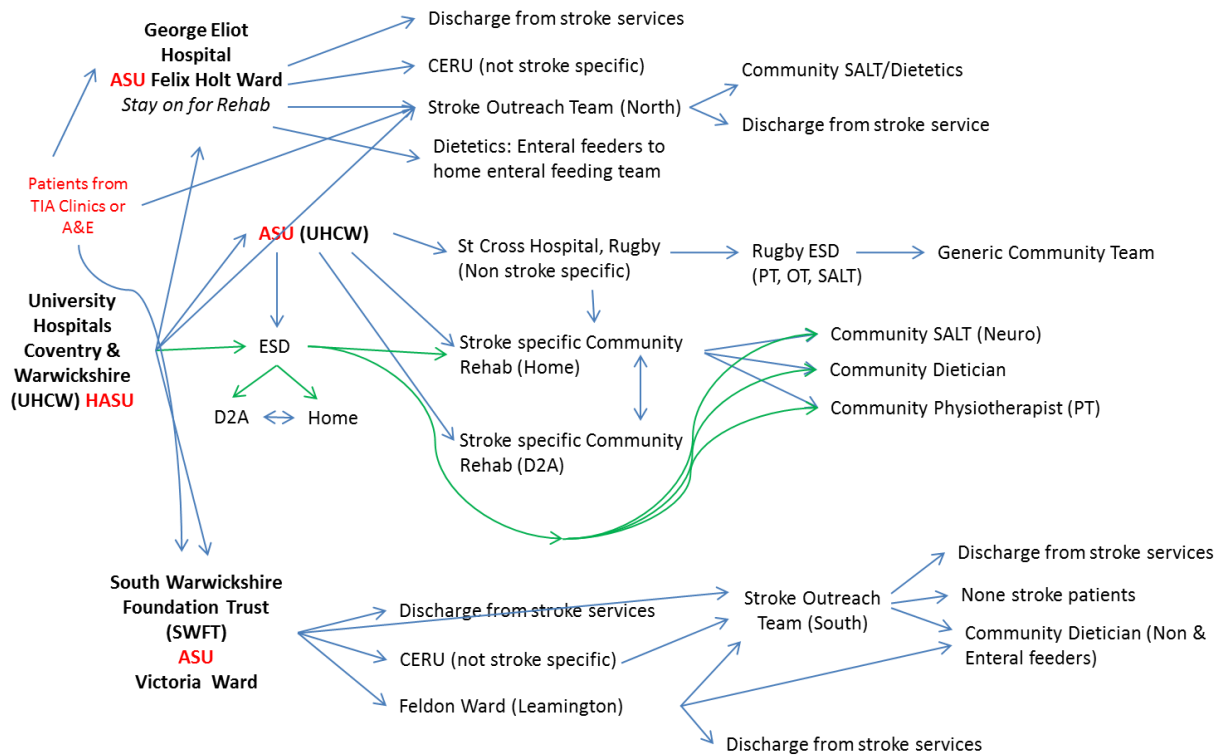 George Eliot
Hospital
ASU Felix Holt Ward
Stay on for Rehab
Discharge from stroke services
CERU (not stroke specific)
Stroke Outreach Team (North)
Dietetics: Enteral feeders to
home enteral feeding team
Community SALT/Dietetics
Discharge from stroke service
Patients from
TIA Clinics or
A&E
ASU (UHCW)
St Cross Hospital, Rugby
(Non stroke specific)
Rugby ESD
(PT, OT, SALT)
Generic Community Team
University
Hospitals
Coventry &
Warwickshire
(UHCW) HASU
ESD
D2A
Home
Stroke specific Community
Rehab (Home)
Stroke specific Community
Rehab (D2A)
Community SALT (Neuro)
Community Dietician
Community Physiotherapist (PT)
South Warwickshire
Foundation Trust
(SWFT)
ASU
Victoria Ward
Discharge from stroke services
CERU (not stroke specific)
Feldon Ward (Leamington)
Stroke Outreach
Team (South)
Discharge from stroke services
None stroke patients
Community Dietician (Non &
Enteral feeders)
Discharge from stroke services